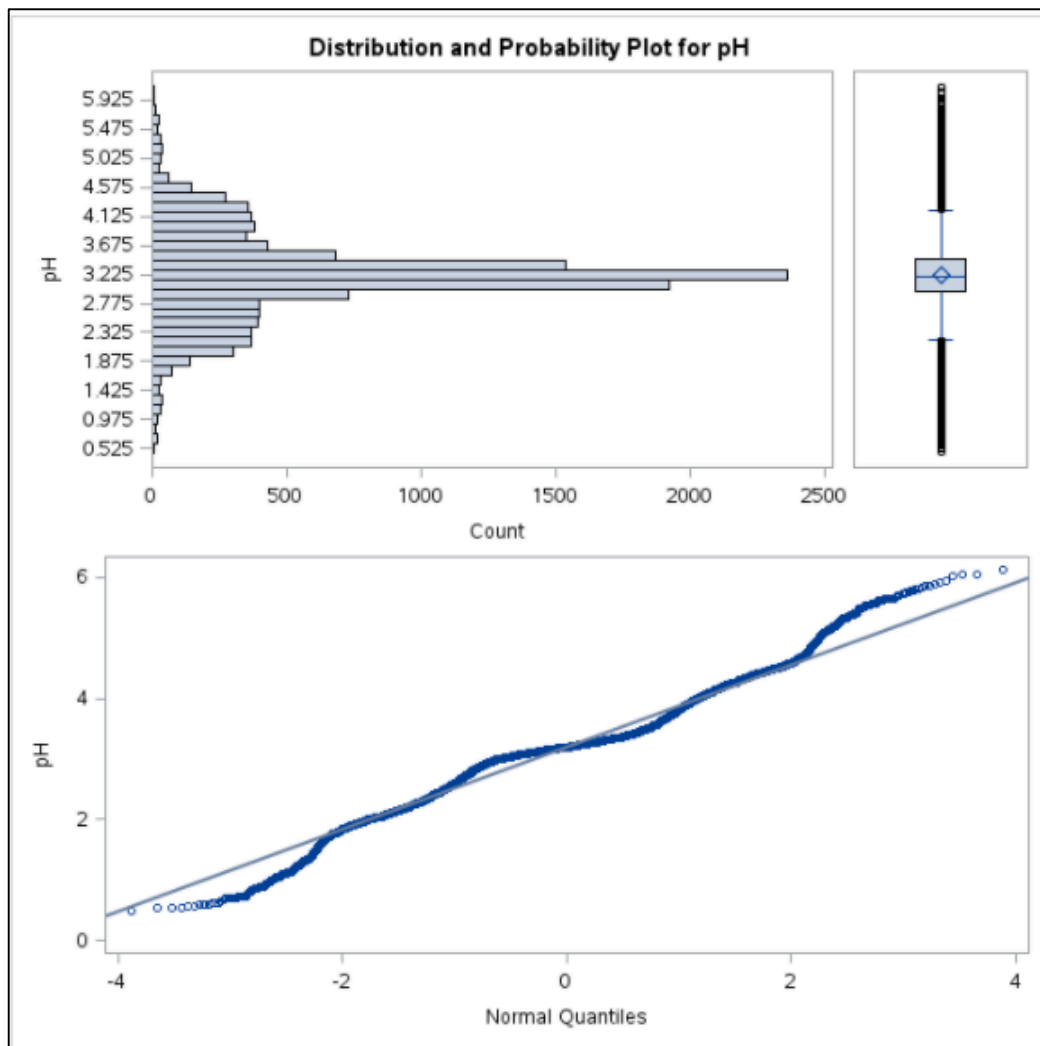 Distribution and Probability Plot for pH
5.925
5.475
5.025
4.575
4.125
3.675
3.225
2.775
2.325
1.875
1.425
0.975
0.525
pH
0 500 1000 1500 2000 2500
Count
6
4
2
0
pH
-4 -2 0 2 4
Normal Quantiles